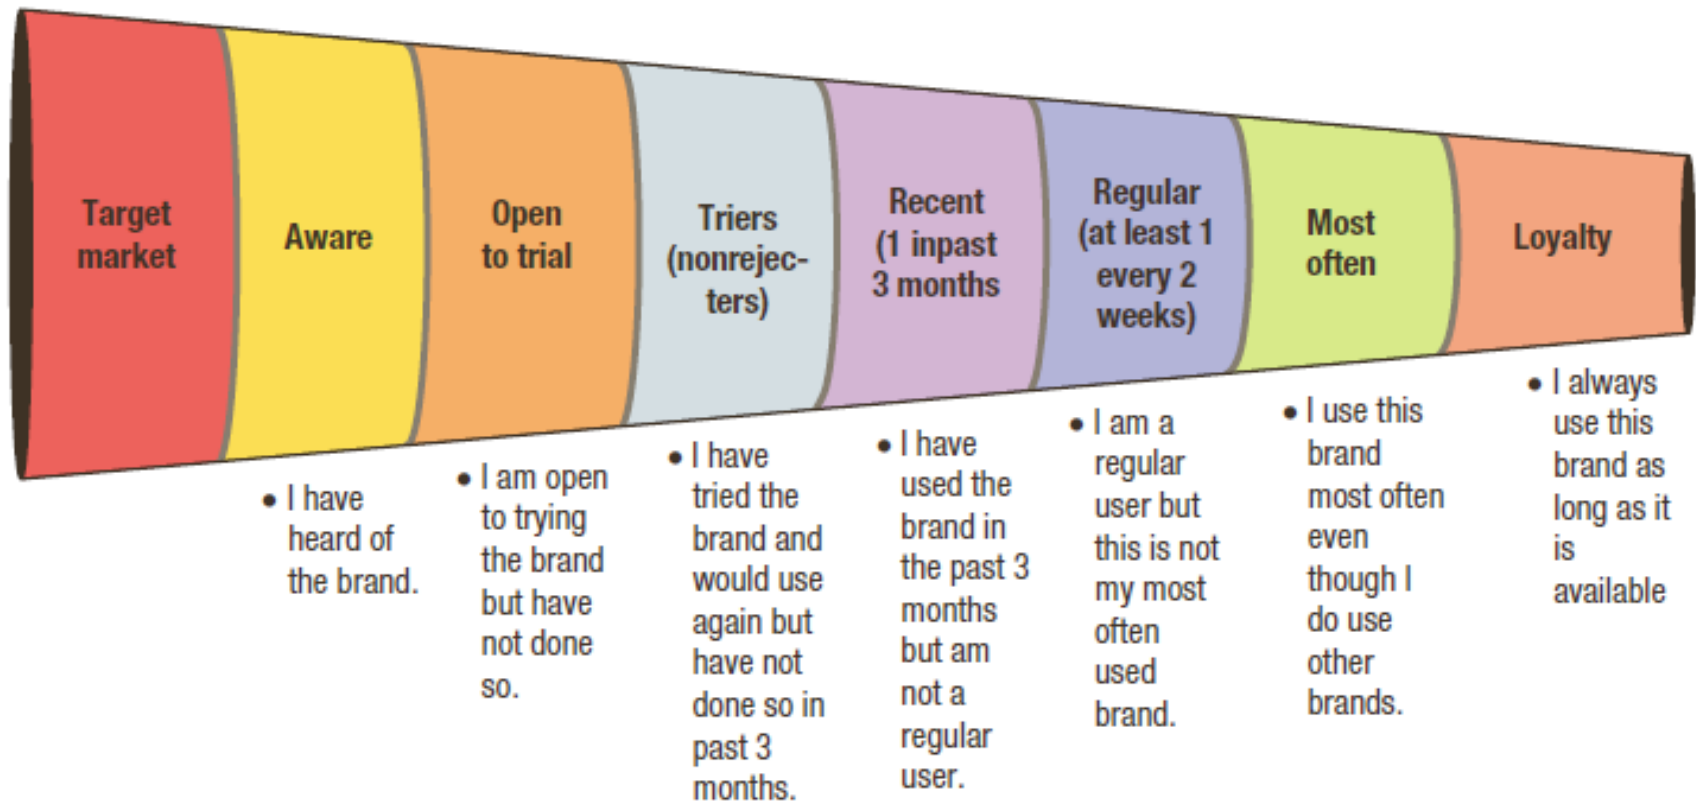 Target
market
Aware
Open
to trial
Triers
(nonrejec-
ters)
Recent
(1 inpast
3 months
Regular
(at least 1
every 2
weeks)
Most
often
Loyalty
• I have
heard of
the brand.
• I am open
to trying
the brand
but have
not done
so.
• I have
tried the
brand and
would use
again but
have not
done so in
past 3
months.
• I have
used the
brand in
the past 3
months
but am
not a
regular
user.
• I am a
regular
user but
this is not
my most
often
used
brand.
• I use this
brand
most often
even
though I
do use
other
brands.
• I always
use this
brand as
long as it
is
available